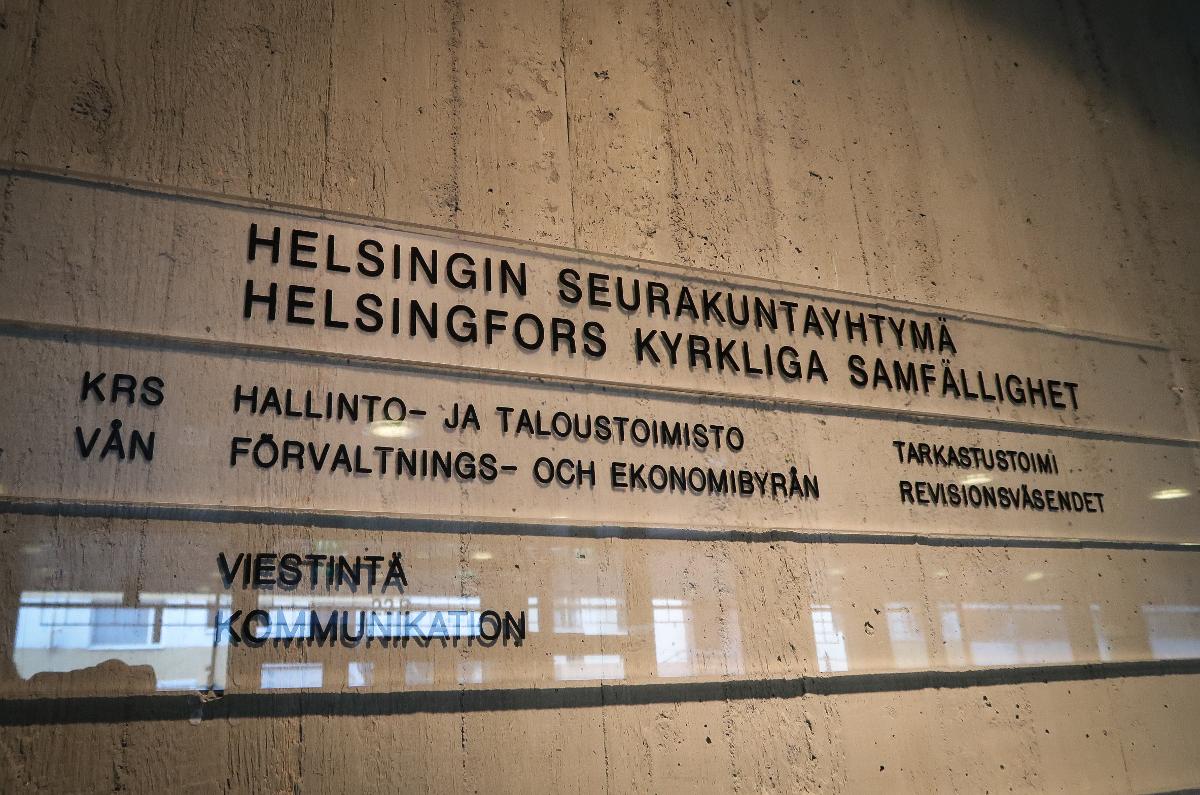 HELSINGIN SEURAKUNTAYHTYMÄ
HELSINGFORS KYRKLIGA SAMFÄLLIGHET
KRS HALLINTO- JA TALOUSTOIMISTO TARKASTUSTOIMI
VÅN FÖRVALTNINGS- OCH EKONOMIBYRÅN REVISIONSVÄSENDET
VIESTINTÄ
KOMMUNIKATION